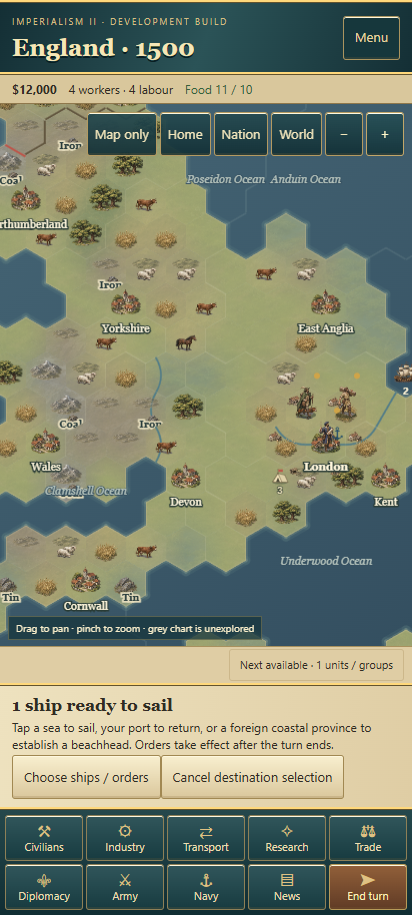 IMPERIALISM II · DEVELOPMENT BUILD
England · 1500
Menu
$12,000 4 workers · 4 labour Food 11 / 10
Map only
Home
Nation
World
−
+
Iron
Coal
Poseidon Ocean
Anduin Ocean
rthumberland
Iron
Yorkshire
East Anglia
2
Coal
Iron
Wales
London
Clamshell Ocean
3
Devon
Kent
Underwood Ocean
Tin
Tin
Cornwall
Drag to pan · pinch to zoom · grey chart is unexplored
Next available · 1 units / groups
1 ship ready to sail
Tap a sea to sail, your port to return, or a foreign coastal province to
establish a beachhead. Orders take effect after the turn ends.
Choose ships / orders
Cancel destination selection
Civilians
Industry
Transport
Research
Trade
Diplomacy
Army
Navy
News
End turn